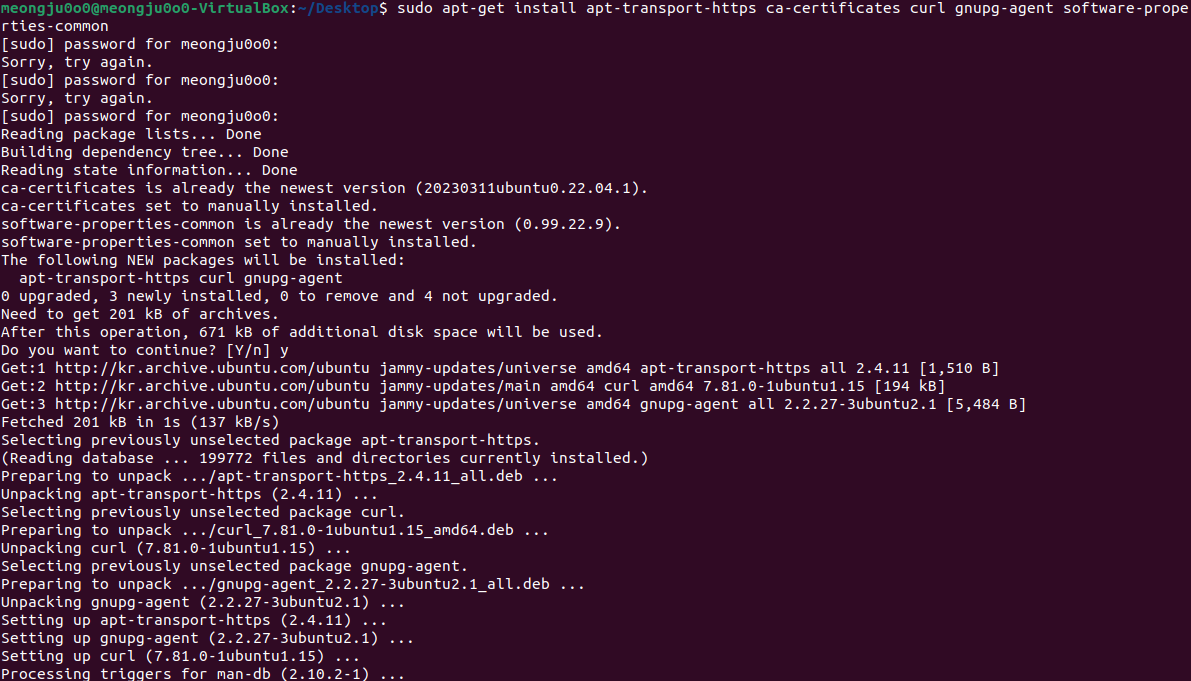 meongju0o0@meongju0o0-VirtualBox:~/Desktop$ sudo apt-get install apt-transport-https ca-certificates curl gnupg-agent software-prope
rties-common
[sudo] password for meongju0o0:
Sorry, try again.
[sudo] password for meongju0o0:
Sorry, try again.
[sudo] password for meongju0o0:
Reading package lists... Done
Building dependency tree... Done
Reading state information... Done
ca-certificates is already the newest version (20230311ubuntu0.22.04.1).
ca-certificates set to manually installed.
software-properties-common is already the newest version (0.99.22.9).
software-properties-common set to manually installed.
The following NEW packages will be installed:
  apt-transport-https curl gnupg-agent
0 upgraded, 3 newly installed, 0 to remove and 4 not upgraded.
Need to get 201 kB of archives.
After this operation, 671 kB of additional disk space will be used.
Do you want to continue? [Y/n] y
Get:1 http://kr.archive.ubuntu.com/ubuntu jammy-updates/universe amd64 apt-transport-https all 2.4.11 [1,510 B]
Get:2 http://kr.archive.ubuntu.com/ubuntu jammy-updates/main amd64 curl amd64 7.81.0-1ubuntu1.15 [194 kB]
Get:3 http://kr.archive.ubuntu.com/ubuntu jammy-updates/universe amd64 gnupg-agent all 2.2.27-3ubuntu2.1 [5,484 B]
Fetched 201 kB in 1s (137 kB/s)
Selecting previously unselected package apt-transport-https.
(Reading database ... 199772 files and directories currently installed.)
Preparing to unpack .../apt-transport-https_2.4.11_all.deb ...
Unpacking apt-transport-https (2.4.11) ...
Selecting previously unselected package curl.
Preparing to unpack .../curl_7.81.0-1ubuntu1.15_amd64.deb ...
Unpacking curl (7.81.0-1ubuntu1.15) ...
Selecting previously unselected package gnupg-agent.
Preparing to unpack .../gnupg-agent_2.2.27-3ubuntu2.1_all.deb ...
Unpacking gnupg-agent (2.2.27-3ubuntu2.1) ...
Setting up apt-transport-https (2.4.11) ...
Setting up gnupg-agent (2.2.27-3ubuntu2.1) ...
Setting up curl (7.81.0-1ubuntu1.15) ...
Processing triggers for man-db (2.10.2-1) ...